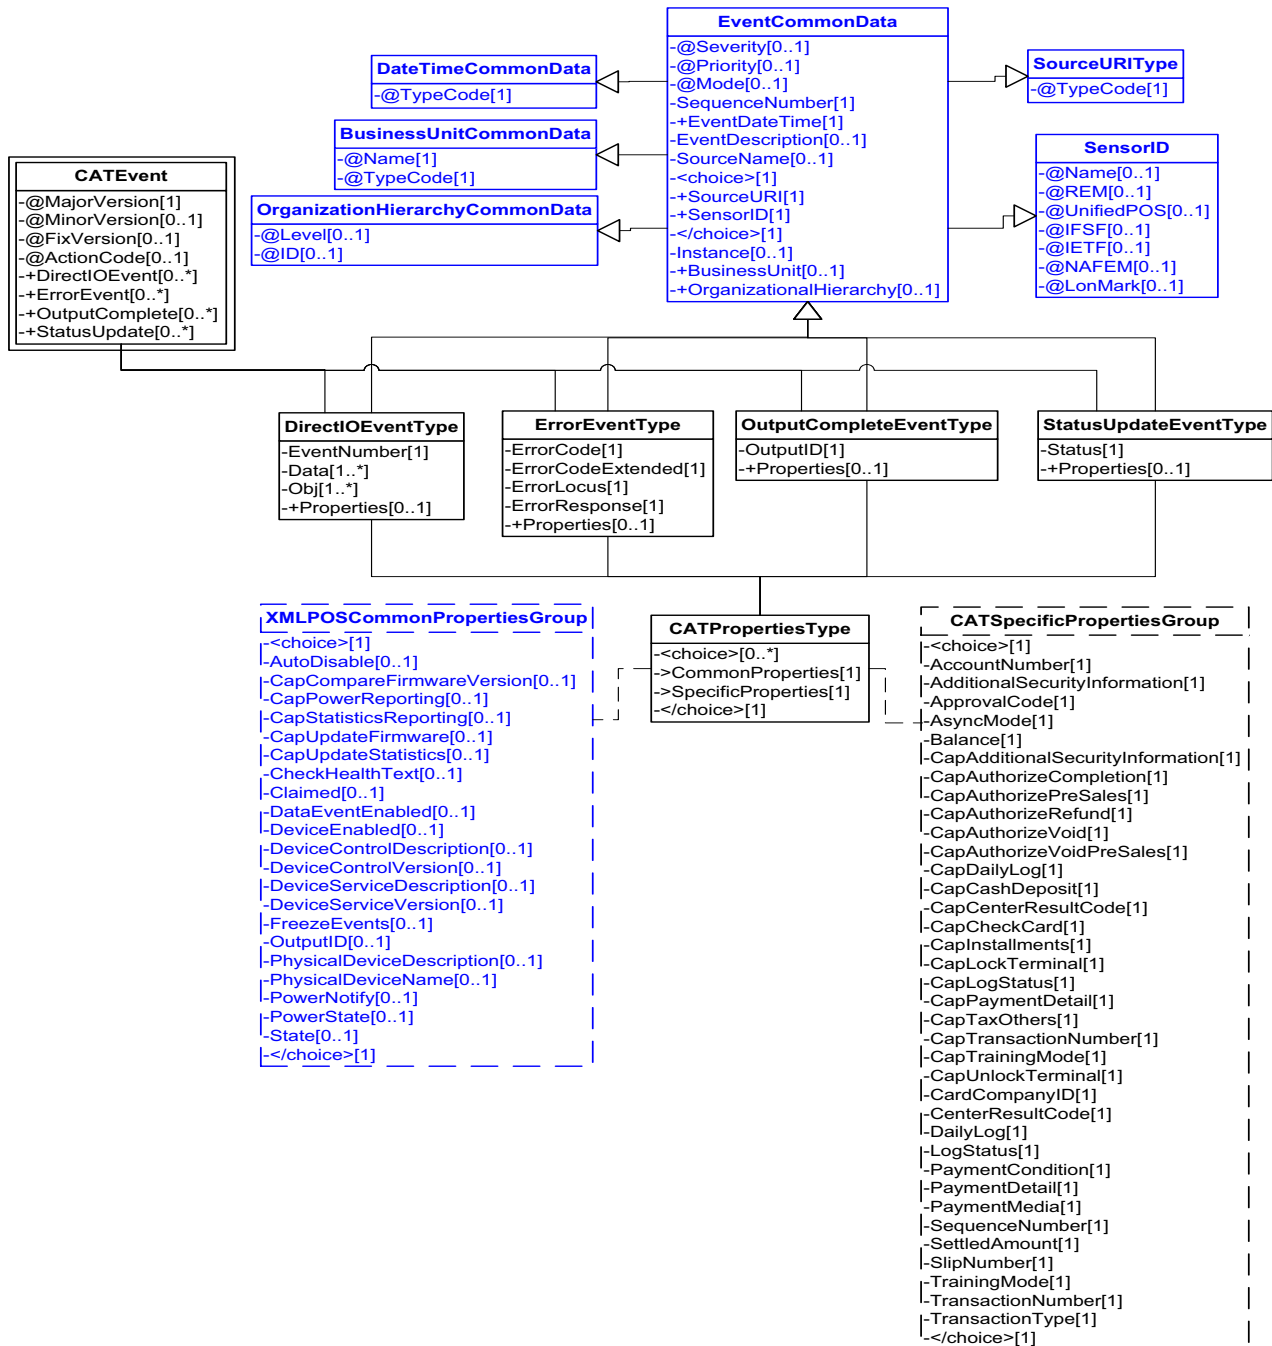 EventCommonData
-@Severity[0..1]
-@Priority[0..1]
-@Mode[0..1]
-SequenceNumber[1]
-+EventDateTime[1]
-EventDescription[0..1]
-SourceName[0..1]
-<choice>[1]
-+SourceURI[1]
-+SensorID[1]
-</choice>[1]
-Instance[0..1]
-+BusinessUnit[0..1]
-+OrganizationalHierarchy[0..1]
DateTimeCommonData
-@TypeCode[1]
SourceURIType
-@TypeCode[1]
BusinessUnitCommonData
-@Name[1]
-@TypeCode[1]
SensorID
-@Name[0..1]
-@REM[0..1]
-@UnifiedPOS[0..1]
-@IFSF[0..1]
-@IETF[0..1]
-@NAFEM[0..1]
-@LonMark[0..1]
CATEvent
-@MajorVersion[1]
-@MinorVersion[0..1]
-@FixVersion[0..1]
-@ActionCode[0..1]
-+DirectIOEvent[0..*]
-+ErrorEvent[0..*]
-+OutputComplete[0..*]
-+StatusUpdate[0..*]
OrganizationHierarchyCommonData
-@Level[0..1]
-@ID[0..1]
DirectIOEventType
-EventNumber[1]
-Data[1..*]
-Obj[1..*]
-+Properties[0..1]
ErrorEventType
-ErrorCode[1]
-ErrorCodeExtended[1]
-ErrorLocus[1]
-ErrorResponse[1]
-+Properties[0..1]
OutputCompleteEventType
-OutputID[1]
-+Properties[0..1]
StatusUpdateEventType
-Status[1]
-+Properties[0..1]
XMLPOSCommonPropertiesGroup
-<choice>[1]
-AutoDisable[0..1]
-CapCompareFirmwareVersion[0..1]
-CapPowerReporting[0..1]
-CapStatisticsReporting[0..1]
-CapUpdateFirmware[0..1]
-CapUpdateStatistics[0..1]
-CheckHealthText[0..1]
-Claimed[0..1]
-DataEventEnabled[0..1]
-DeviceEnabled[0..1]
-DeviceControlDescription[0..1]
-DeviceControlVersion[0..1]
-DeviceServiceDescription[0..1]
-DeviceServiceVersion[0..1]
-FreezeEvents[0..1]
-OutputID[0..1]
-PhysicalDeviceDescription[0..1]
-PhysicalDeviceName[0..1]
-PowerNotify[0..1]
-PowerState[0..1]
-State[0..1]
-</choice>[1]
CATPropertiesType
-<choice>[0..*]
->CommonProperties[1]
->SpecificProperties[1]
-</choice>[1]
CATSpecificPropertiesGroup
-<choice>[1]
-AccountNumber[1]
-AdditionalSecurityInformation[1]
-ApprovalCode[1]
-AsyncMode[1]
-Balance[1]
-CapAdditionalSecurityInformation[1]
-CapAuthorizeCompletion[1]
-CapAuthorizePreSales[1]
-CapAuthorizeRefund[1]
-CapAuthorizeVoid[1]
-CapAuthorizeVoidPreSales[1]
-CapDailyLog[1]
-CapCashDeposit[1]
-CapCenterResultCode[1]
-CapCheckCard[1]
-CapInstallments[1]
-CapLockTerminal[1]
-CapLogStatus[1]
-CapPaymentDetail[1]
-CapTaxOthers[1]
-CapTransactionNumber[1]
-CapTrainingMode[1]
-CapUnlockTerminal[1]
-CardCompanyID[1]
-CenterResultCode[1]
-DailyLog[1]
-LogStatus[1]
-PaymentCondition[1]
-PaymentDetail[1]
-PaymentMedia[1]
-SequenceNumber[1]
-SettledAmount[1]
-SlipNumber[1]
-TrainingMode[1]
-TransactionNumber[1]
-TransactionType[1]
-</choice>[1]